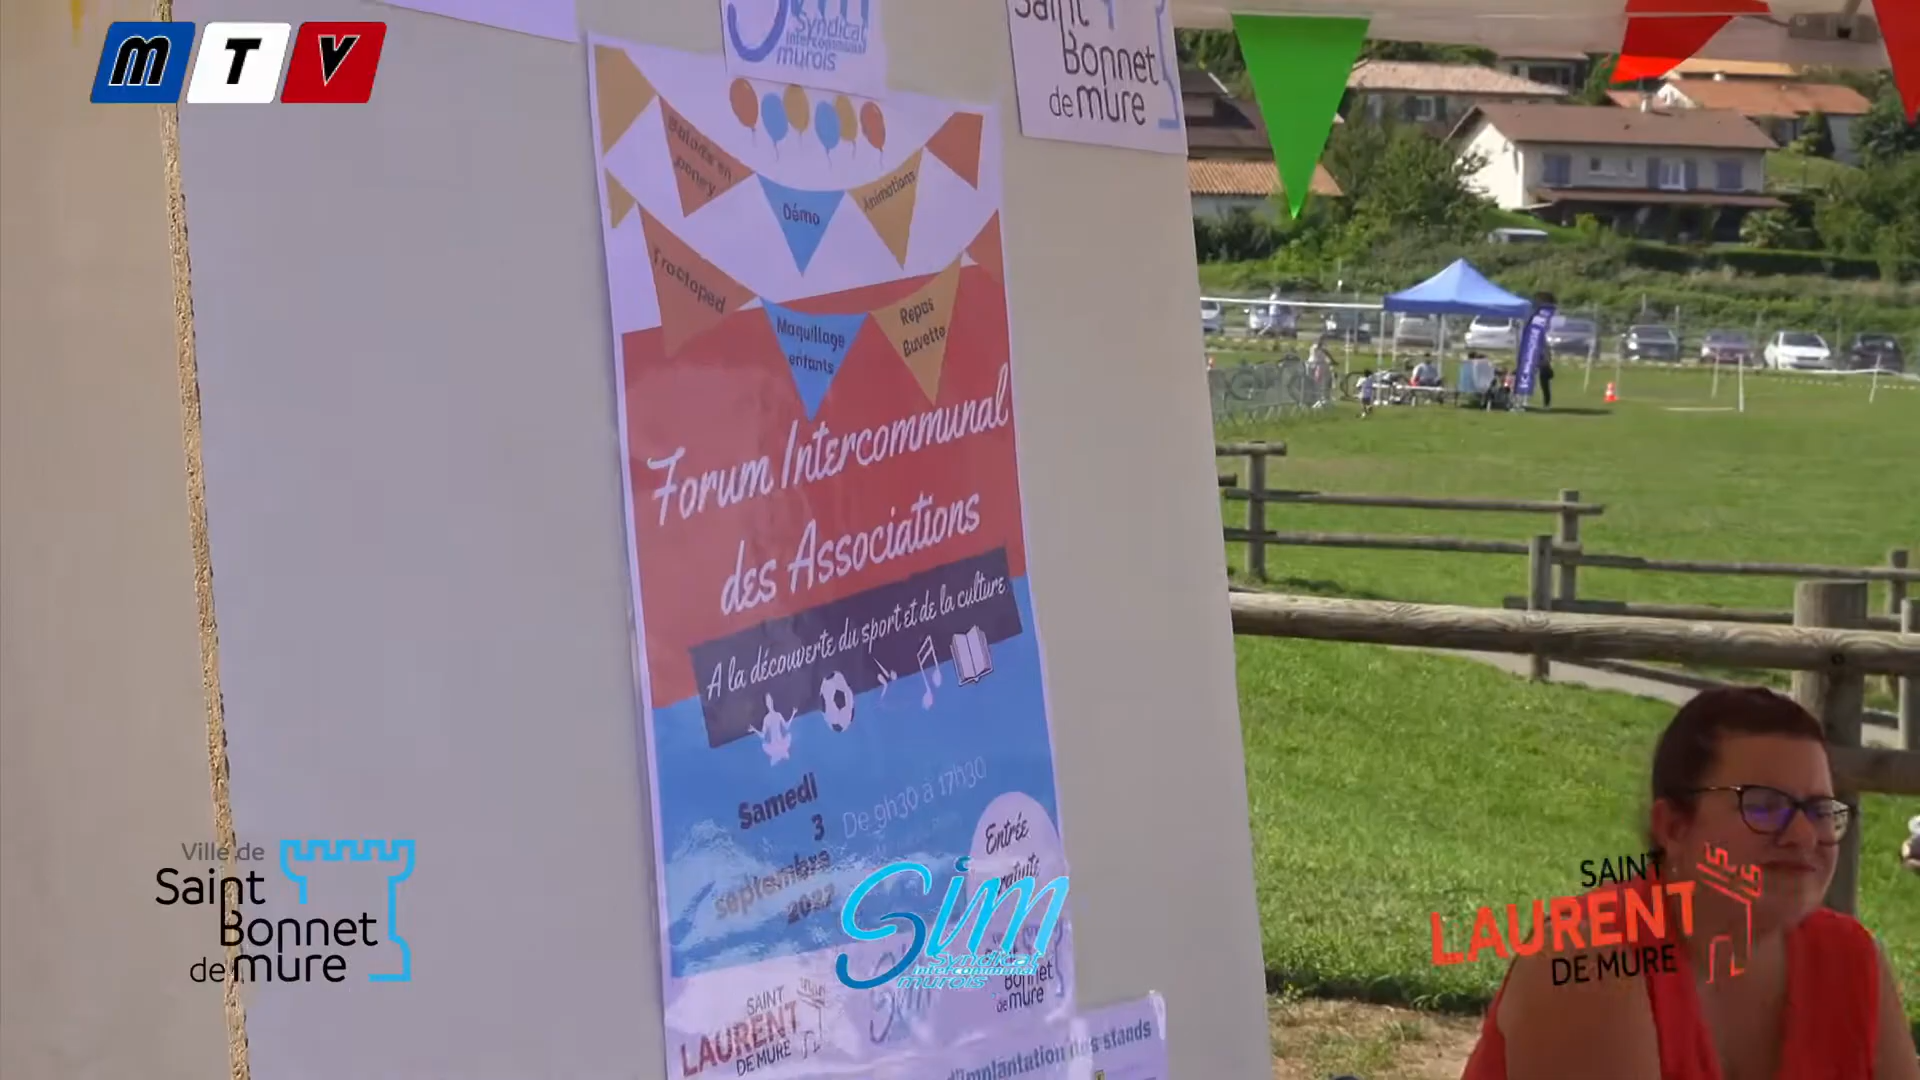 MTV
Sim
Syndicat
intercommunal
murois
Saint
Bonnet
de mure
Balades en
poney
Démo
Animations
Tractoped
Maquillage
enfants
Repas
Buvette
Forum Intercommunal
des Associations
A la découverte du sport et de la culture
Samedi
3
septembre
2022
De 9h30 à 17h30
Entrée
gratuite
Ville de
Saint
Bonnet
de mure
Sim
Syndicat
intercommunal
murois
SAINT
LAURENT
DE MURE
SAINT
LAURENT
DE MURE
Bonnet
de mure
d'implantation des stands